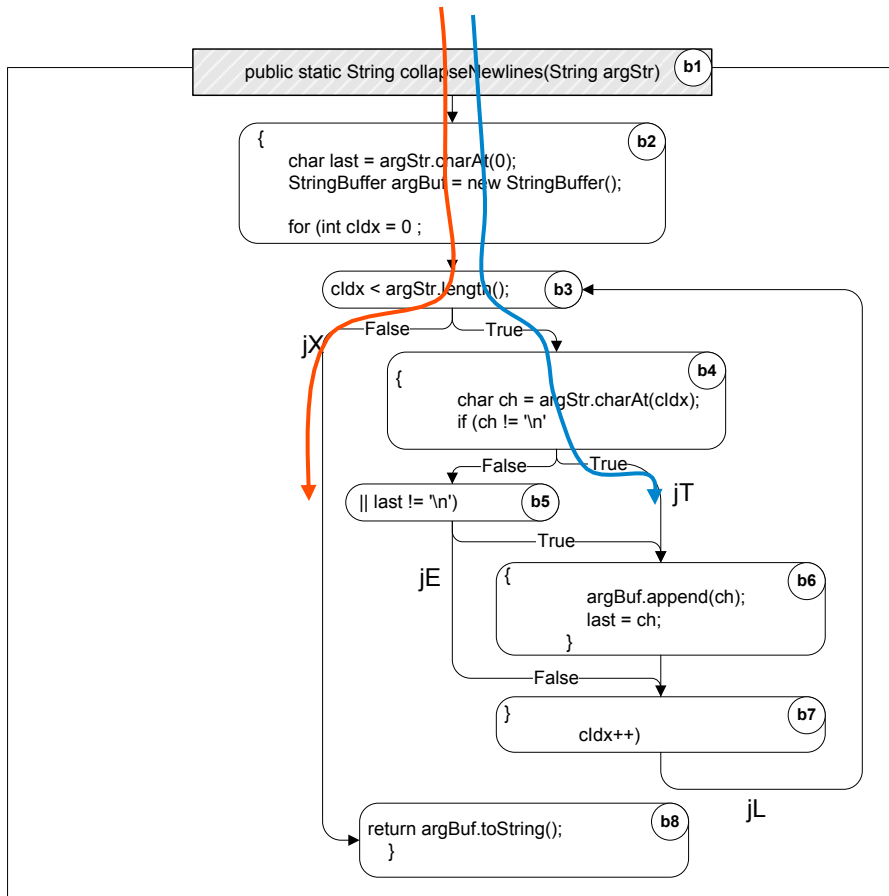 public static String collapseNewlines(String argStr)
b1
{
b2
char last = argStr.charAt(0);
StringBuffer argBuf = new StringBuffer();
for (int cIdx = 0 ;
cIdx < argStr.length();
b3
False
True
jX
{
b4
char ch = argStr.charAt(cIdx);
if (ch != '\n'
False
True
|| last != '\n')
b5
jT
True
jE
{
b6
argBuf.append(ch);
last = ch;
}
False
}
b7
cIdx++)
jL
return argBuf.toString();
b8
}